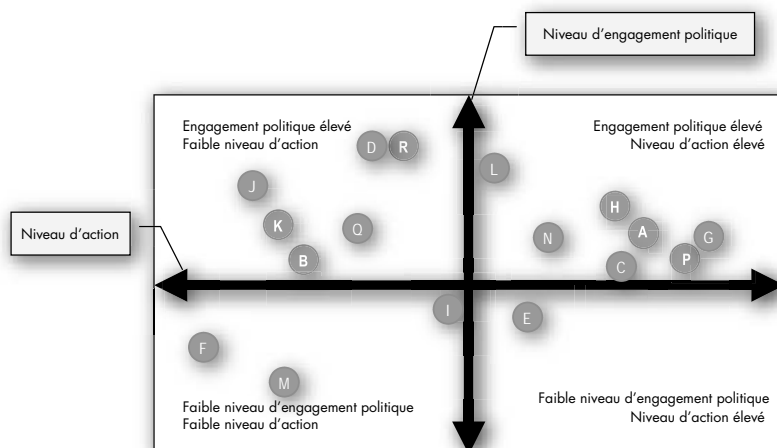 Niveau d'engagement politique
Engagement politique élevé
Faible niveau d'action
Engagement politique élevé
Niveau d'action élevé
D
R
L
J
H
K
Q
N
A
G
Niveau d'action
B
C
P
I
E
F
M
Faible niveau d'engagement politique
Faible niveau d'action
Faible niveau d'engagement politique
Niveau d'action élevé